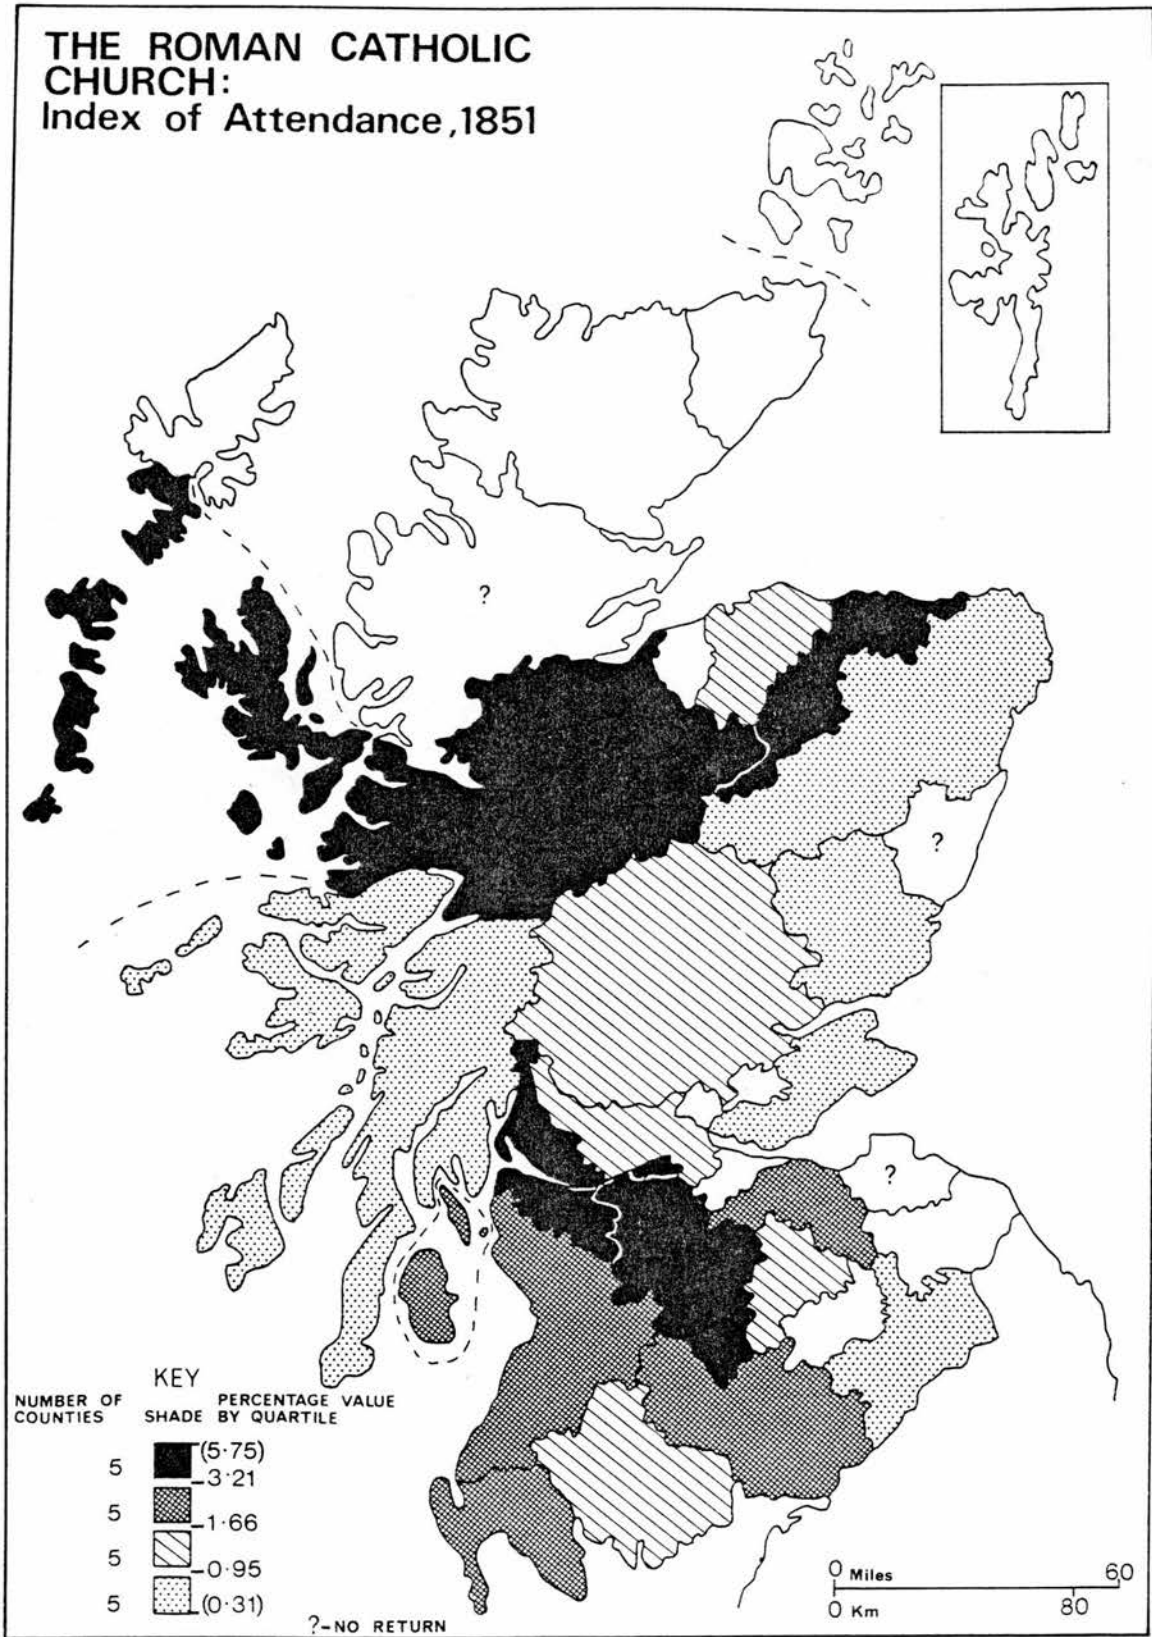 THE ROMAN CATHOLIC
CHURCH:
Index of Attendance,1851
?
?
?
KEY
NUMBER OF COUNTIES SHADE PERCENTAGE VALUE BY QUARTILE
(5·75)
5
3·21
5
1·66
5
0·95
5 (0·31)
?-NO RETURN
0 Miles 60
0 Km 80